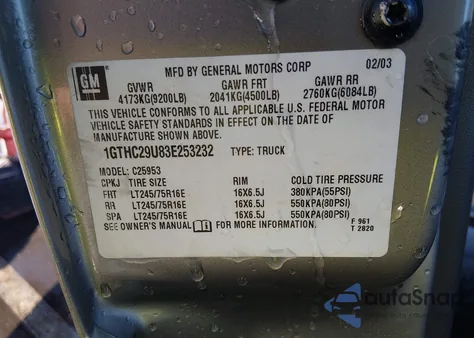 MFD BY GENERAL MOTORS CORP 02/03
GM GVWR GAWR FRT GAWR RR
4173KG(9200LB) 2041KG(4500LB) 2760KG(6084LB)
THIS VEHICLE CONFORMS TO ALL APPLICABLE U.S. FEDERAL MOTOR
VEHICLE SAFETY STANDARDS IN EFFECT ON THE DATE OF
MANUFACTURE SHOWN ABOVE.
1GTHC29U83E253232 TYPE: TRUCK
MODEL: C25953
CPKJ TIRE SIZE RIM COLD TIRE PRESSURE
FRT LT245/75R16E 16X6.5J 380KPA(55PSI)
RR LT245/75R16E 16X6.5J 550KPA(80PSI)
SPA LT245/75R16E 16X6.5J 550KPA(80PSI)
SEE OWNER'S MANUAL FOR MORE INFORMATION.
F 961
T 2820
autaSnap